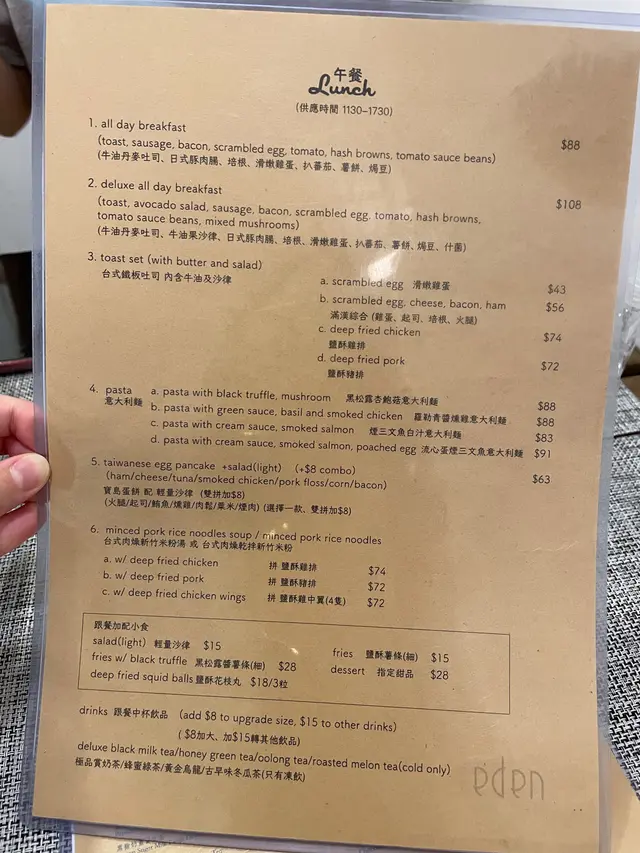 午餐
Lunch
(供應時間 1130-1730)
1. all day breakfast
(toast, sausage, bacon, scrambled egg, tomato, hash browns, tomato sauce beans) $88
(牛油丹麥吐司、日式豚肉腸、培根、滑嫩雞蛋、扒番茄、薯餅、焗豆)
2. deluxe all day breakfast $108
(toast, avocado salad, sausage, bacon, scrambled egg, tomato, hash browns,
tomato sauce beans, mixed mushrooms)
(牛油丹麥吐司、牛油果沙律、日式豚肉腸、培根、滑嫩雞蛋、扒番茄、薯餅、焗豆、什菌)
3. toast set (with butter and salad)
台式鐵板吐司 內含牛油及沙律
a. scrambled egg 滑嫩雞蛋 $43
b. scrambled egg, cheese, bacon, ham $56
滿漢綜合 (雞蛋、起司、培根、火腿)
c. deep fried chicken $74
鹽酥雞排
d. deep fried pork $72
鹽酥豬排
4. pasta a. pasta with black truffle, mushroom 黑松露杏鮑菇意大利麵 $88
意大利麵 b. pasta with green sauce, basil and smoked chicken 羅勒青醬燻雞意大利麵 $88
c. pasta with cream sauce, smoked salmon 煙三文魚白汁意大利麵 $83
d. pasta with cream sauce, smoked salmon, poached egg 流心蛋煙三文魚意大利麵 $91
5. taiwanese egg pancake +salad(light) (+$8 combo) $63
(ham/cheese/tuna/smoked chicken/pork floss/corn/bacon)
寶島蛋餅 配 輕量沙律 (雙拼加$8)
(火腿/起司/鮪魚/燻雞/肉鬆/粟米/煙肉) (選擇一款、雙拼加$8)
6. minced pork rice noodles soup / minced pork rice noodles
台式肉燥新竹米粉湯 或 台式肉燥乾拌新竹米粉
a. w/ deep fried chicken 拼 鹽酥雞排 $74
b. w/ deep fried pork 拼 鹽酥豬排 $72
c. w/ deep fried chicken wings 拼 鹽酥雞中翼(4隻) $72
跟餐加配小食
salad(light) 輕量沙律 $15
fries 鹽酥薯條(細) $15
fries w/ black truffle 黑松露醬薯條(細) $28
dessert 指定甜品 $28
deep fried squid balls 鹽酥花枝丸 $18/3粒
drinks 跟餐中杯飲品 (add $8 to upgrade size, $15 to other drinks)
( $8加大、加$15轉其他飲品)
deluxe black milk tea/honey green tea/oolong tea/roasted melon tea(cold only)
極品賞奶茶/蜂蜜綠茶/黃金烏龍/古早味冬瓜茶(只有凍飲)
eden